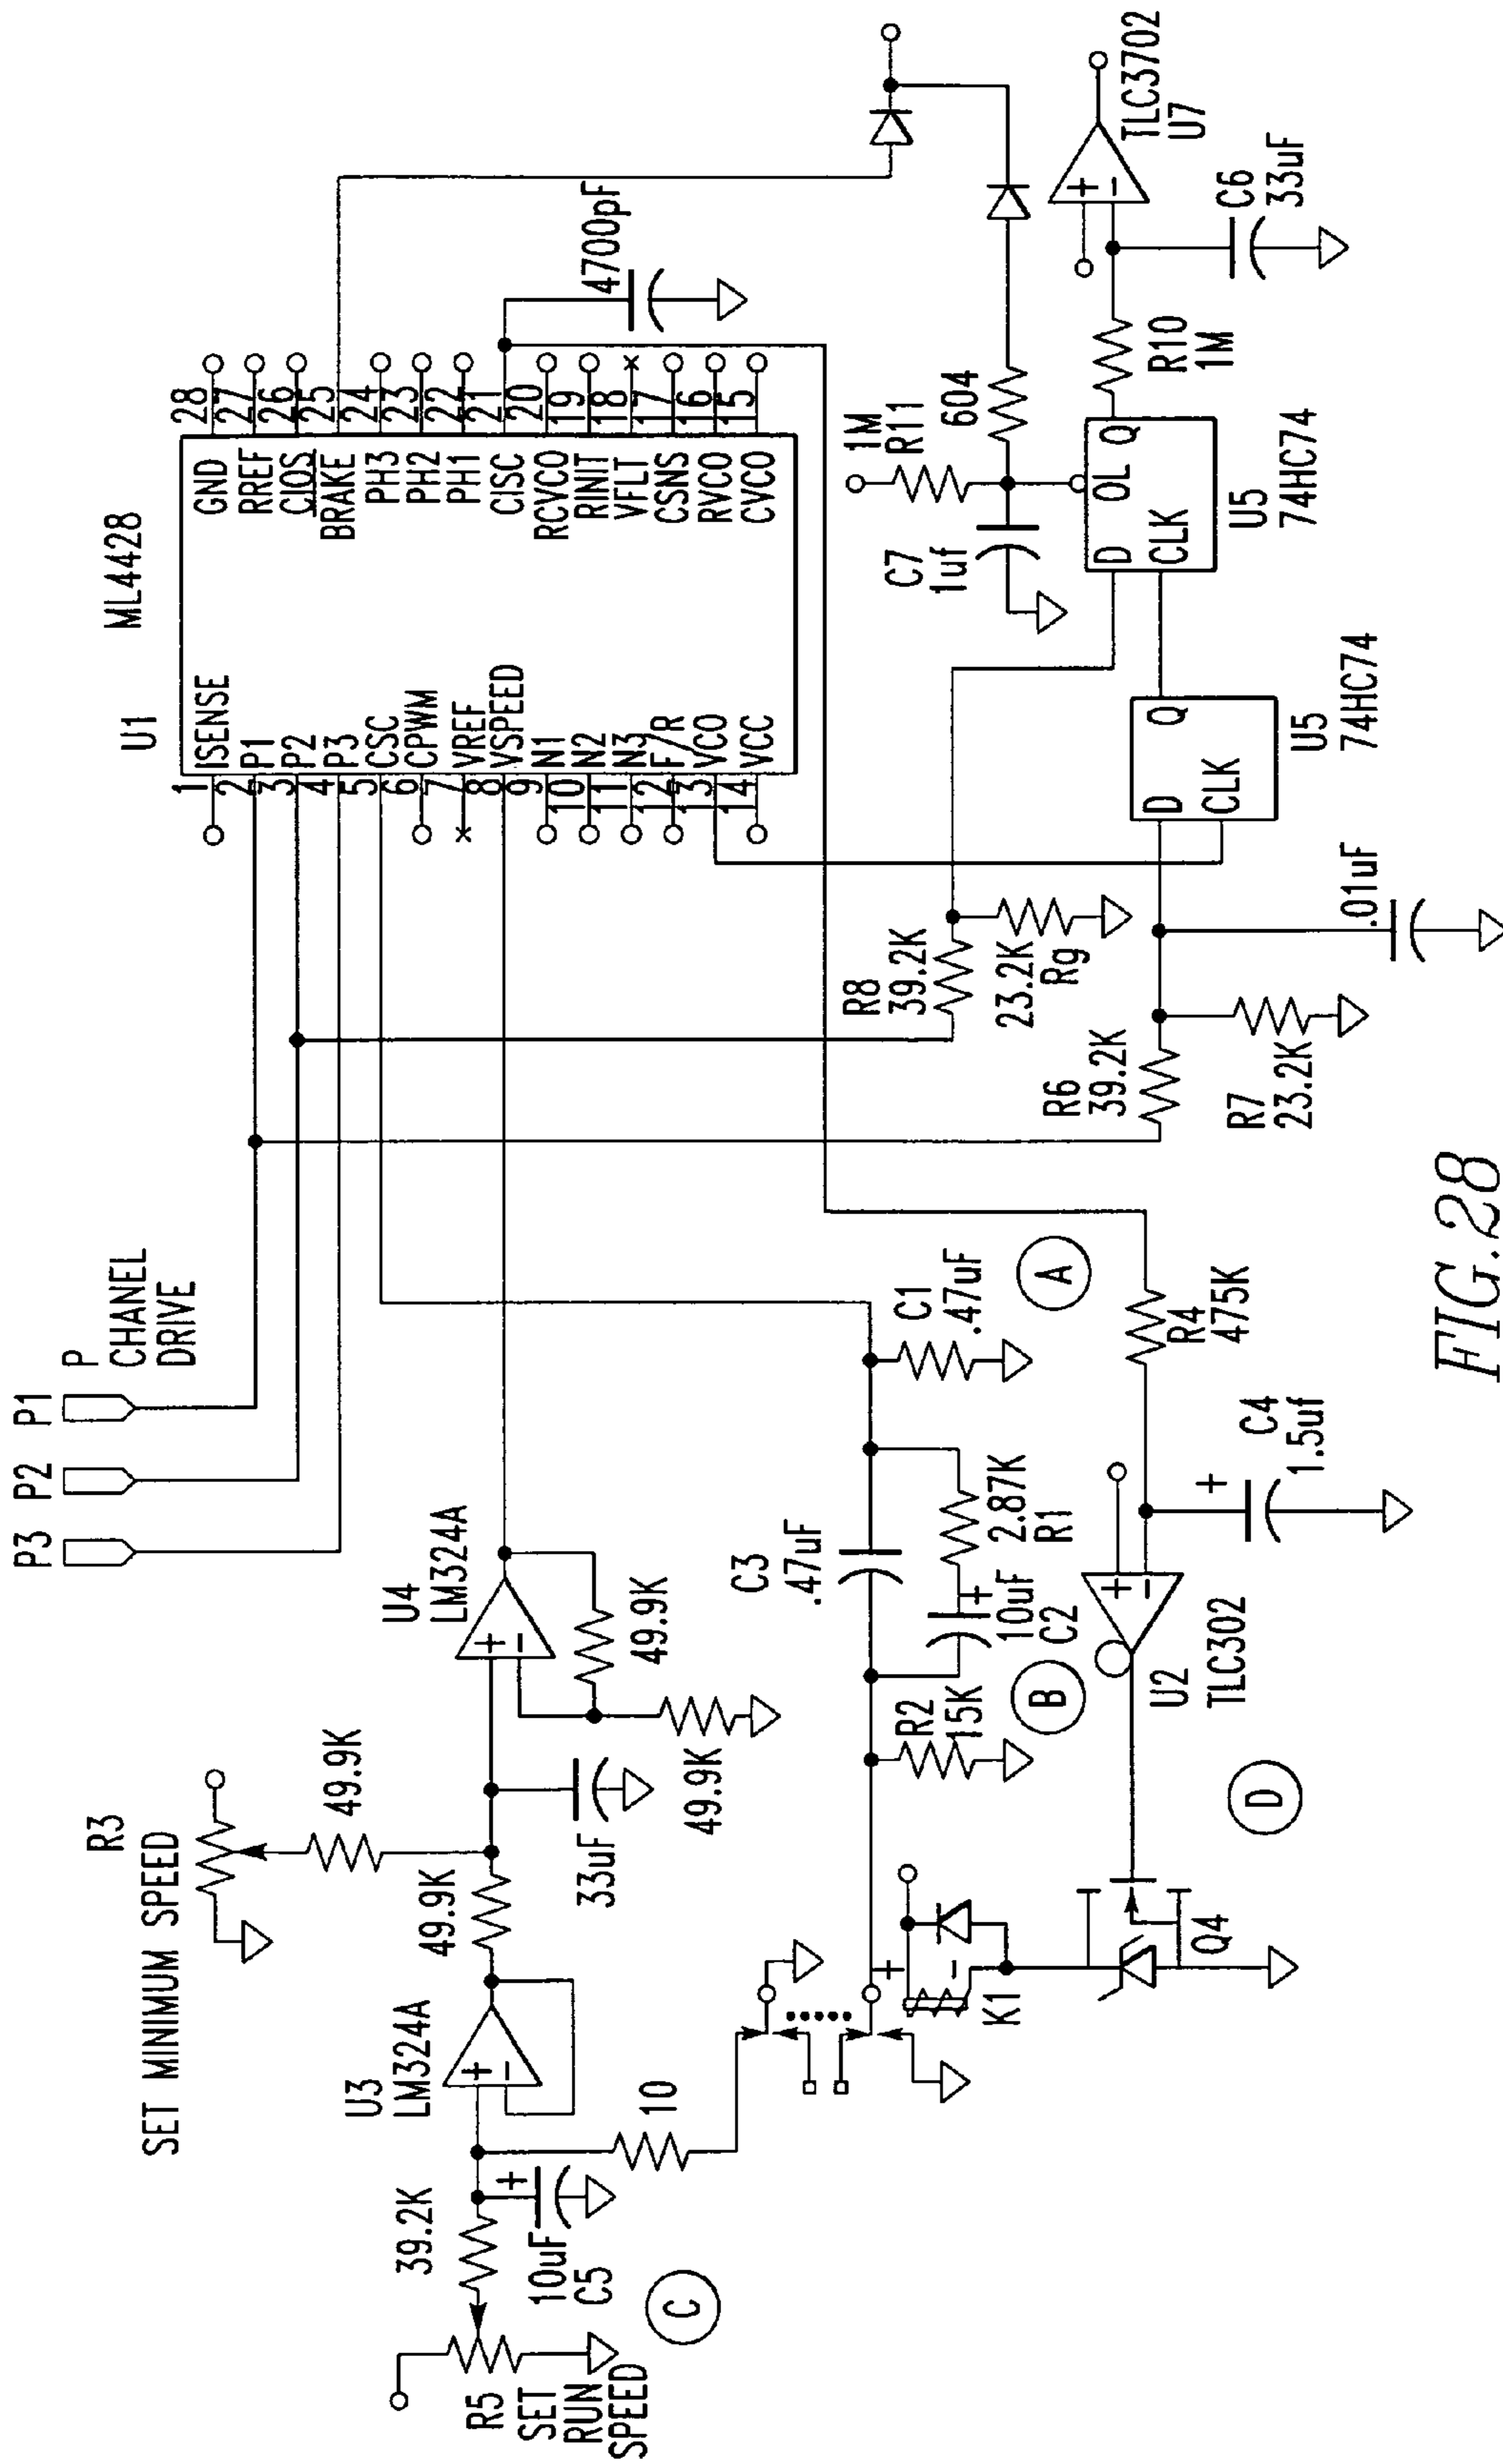 P3
P2
P1
P
CHANEL
DRIVE
U1
ML4428
1
2
3
4
5
6
7
8
9
10
11
12
13
14
ISENSE
P1
P2
P3
CSC
CPWM
VREF
VSPEED
N1
N2
N3
F/R
VCO
VCC
GND
RREF
CIOS
BRAKE
PH3
PH2
PH1
CISC
RCVCO
RINIT
VFLT
CSNS
RVCO
CVCO
28
27
26
25
24
23
22
21
20
19
18
17
16
15
4700pF
R3
SET MINIMUM SPEED
49.9K
49.9K
U3
LM324A
+
-
U4
LM324A
+
-
49.9K
49.9K
33uF
39.2K
+
10uF
C5
R5
SET
RUN
SPEED
C
10
C3
.47uF
C1
.47uF
A
+
10uF
C2
2.87K
R1
R2
15K
B
+
-
K1
Q4
D
+
-
U2
TLC302
+
C4
1.5uf
R4
475K
R8
39.2K
23.2K
Rg
R6
39.2K
R7
23.2K
.01uF
D
Q
CLK
U5
74HC74
C7
1uf
1M
R11
604
D
OL
Q
CLK
U5
74HC74
R10
1M
+
-
TLC3702
U7
C6
33uF
FIG.28